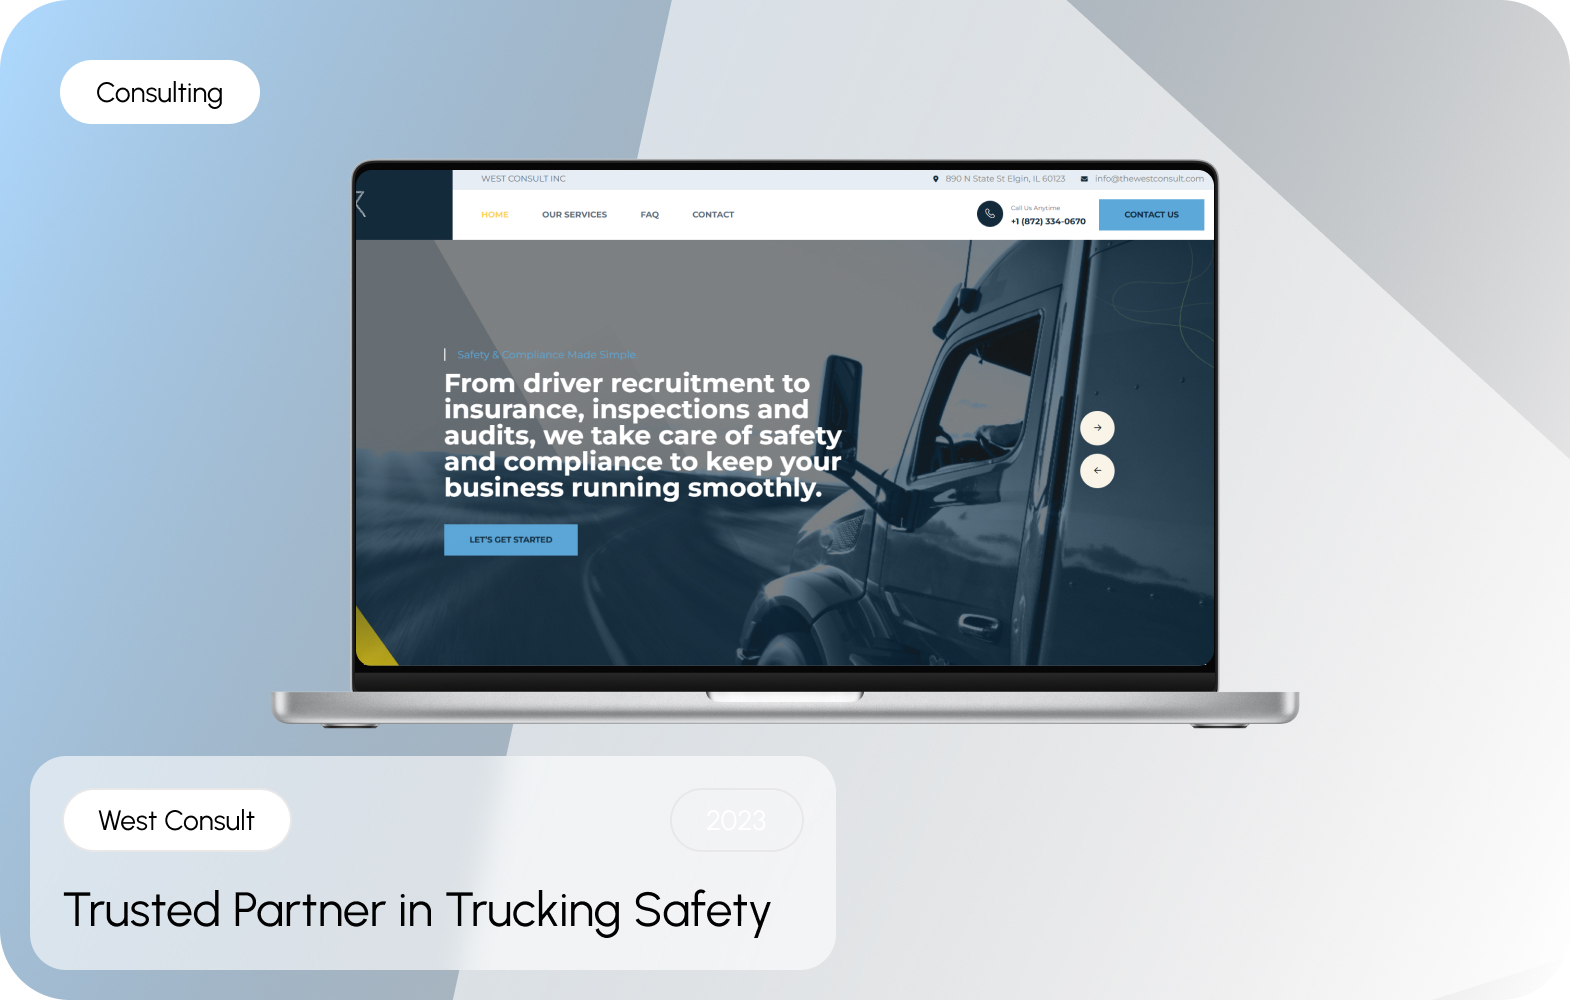 Consulting
WEST CONSULT INC
890 N State St Elgin, IL 60123
info@thewestconsult.com
HOME
OUR SERVICES
FAQ
CONTACT
Call Us Anytime
+1 (872) 334-0670
CONTACT US
Safety & Compliance Made Simple.
From driver recruitment to
insurance, inspections and
audits, we take care of safety
and compliance to keep your
business running smoothly.
LET'S GET STARTED
West Consult
2023
Trusted Partner in Trucking Safety